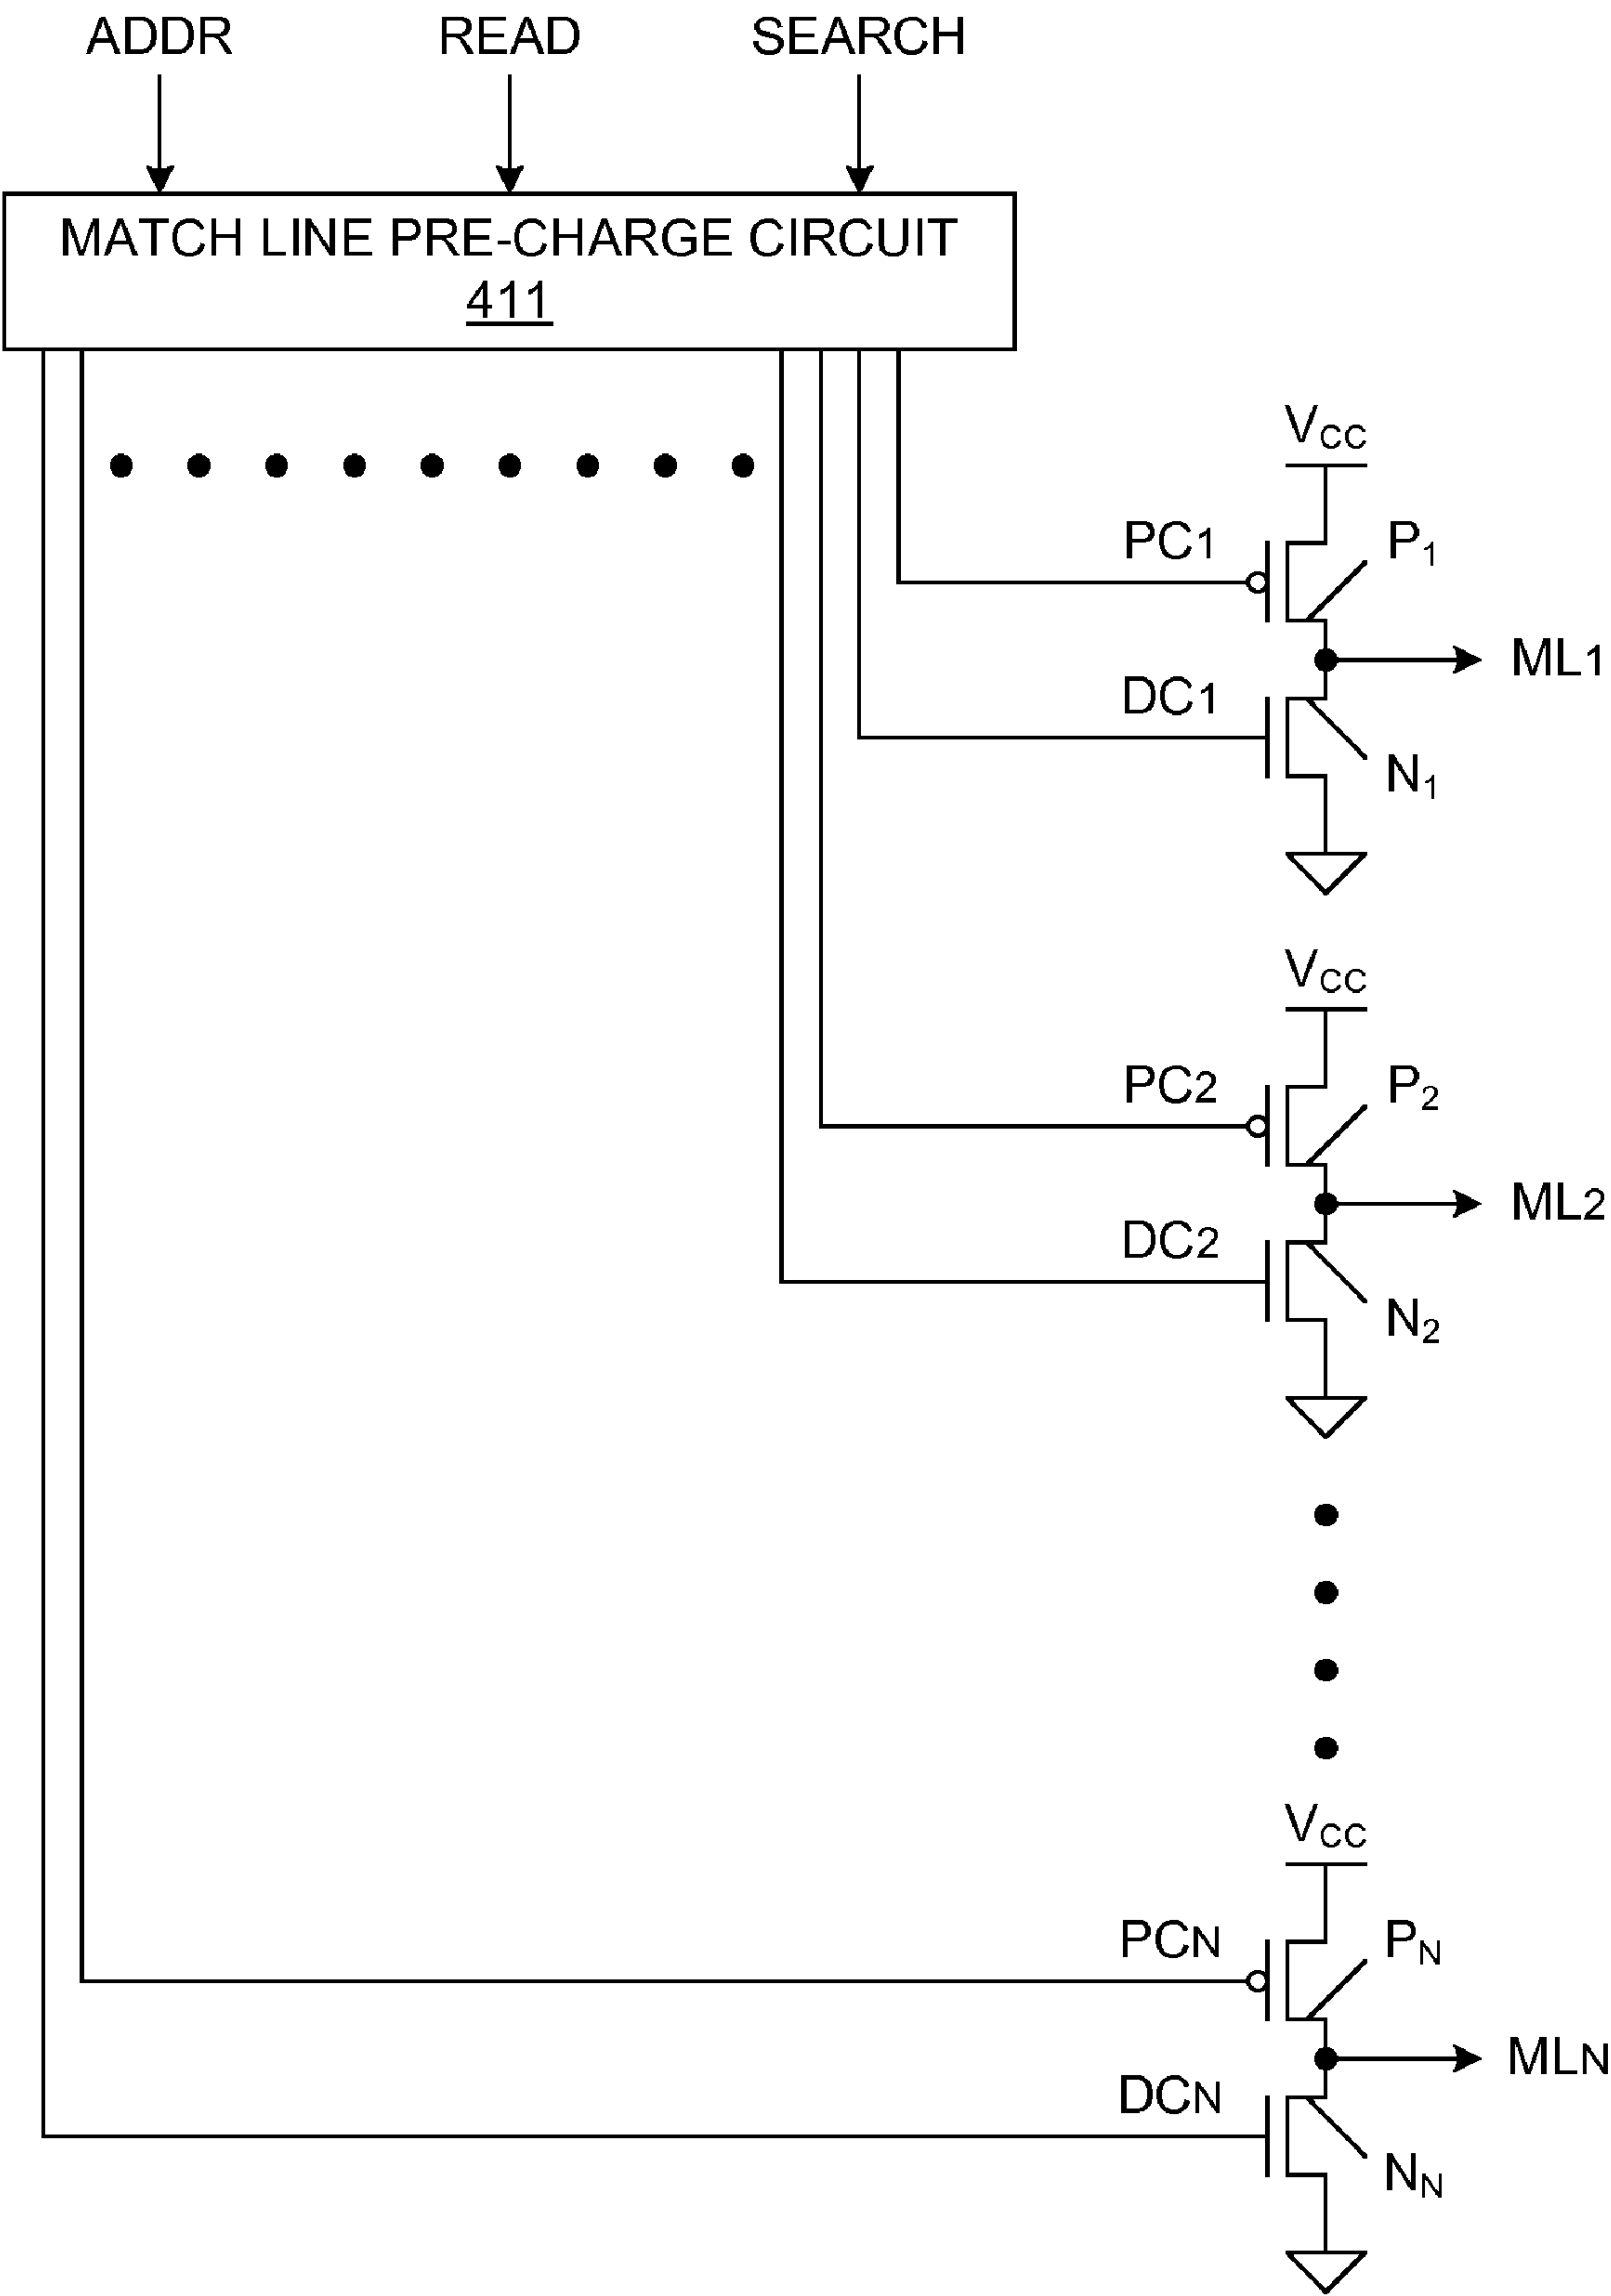 ADDR READ SEARCH
MATCH LINE PRE-CHARGE CIRCUIT
411
VCC
PC1 P1
ML1
DC1
N1
VCC
PC2 P2
ML2
DC2
N2
VCC
PCN PN
MLN
DCN
NN